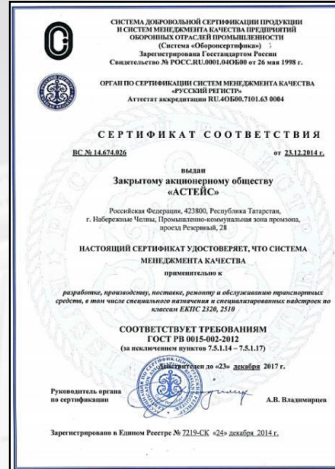 СИСТЕМА ДОБРОВОЛЬНОЙ СЕРТИФИКАЦИИ ПРОДУКЦИИ
И СИСТЕМ МЕНЕДЖМЕНТА КАЧЕСТВА ПРЕДПРИЯТИЙ
ОБОРОННЫХ ОТРАСЛЕЙ ПРОМЫШЛЕННОСТИ
(Система «Оборонсертифика»)
Зарегистрирована Госстандартом России
Свидетельство № РОСС.RU.0001.04ОБ00 от 26 мая 1998 г.
ОРГАН ПО СЕРТИФИКАЦИИ СИСТЕМ МЕНЕДЖМЕНТА КАЧЕСТВА
«РУССКИЙ РЕГИСТР»
Аттестат аккредитации RU.4ОБ00.7101.63 0004
СЕРТИФИКАТ СООТВЕТСТВИЯ
ВС № 14.674.026 от 23.12.2014 г.
выдан
Закрытому акционерному обществу
«АСТЕЙС»
Российская Федерация, 423800, Республика Татарстан,
г. Набережные Челны, Промышленно-коммунальная зона промзона,
проезд Резервный, 28
НАСТОЯЩИЙ СЕРТИФИКАТ УДОСТОВЕРЯЕТ, ЧТО СИСТЕМА
МЕНЕДЖМЕНТА КАЧЕСТВА
применительно к
разработке, производству, поставке, ремонту и обслуживанию транспортных
средств, в том числе специального назначения и специализированных надстроек по
классам ЕКПС 2320, 2510
СООТВЕТСТВУЕТ ТРЕБОВАНИЯМ
ГОСТ РВ 0015-002-2012
(за исключением пунктов 7.5.1.14 – 7.5.1.17)
Действителен до «23» декабря 2017 г.
Руководитель органа
по сертификации А.В. Владимирцев
Зарегистрировано в Едином Реестре № 7219-СК «24» декабря 2014 г.